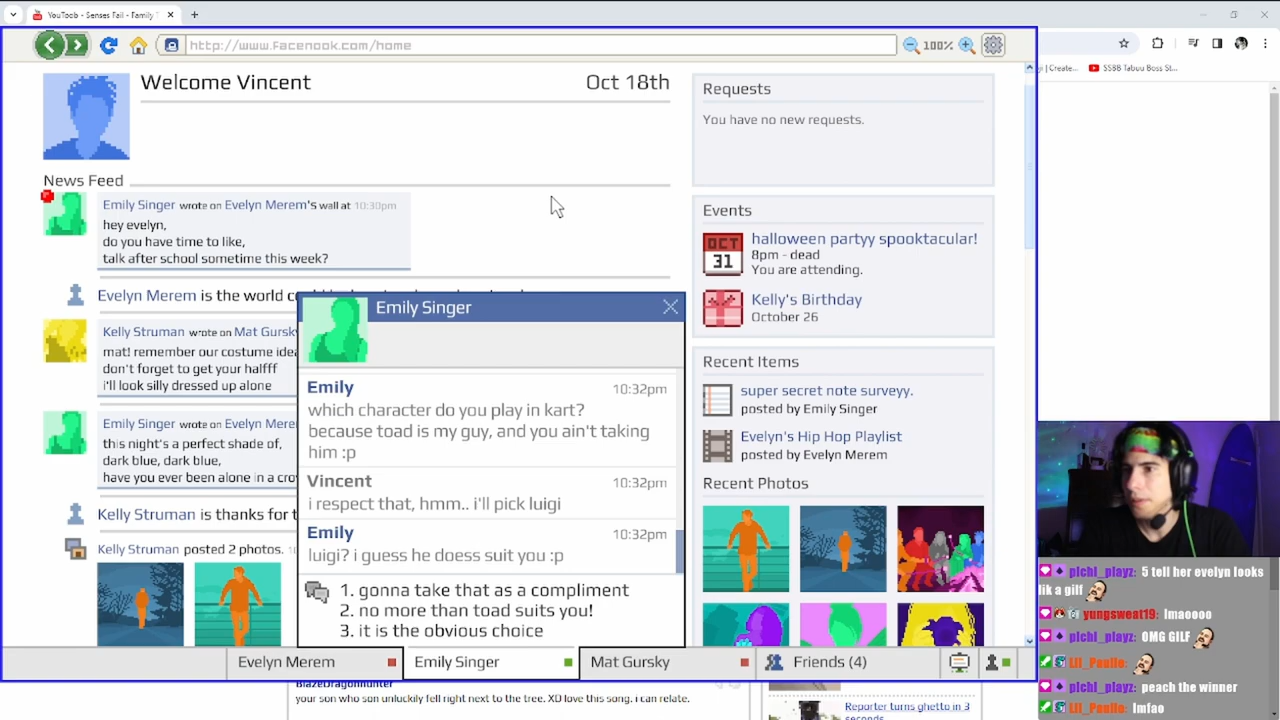 YouToob - Senses Fail - Family T
http://www.facenook.com/home
100%
| Create...
SSBB Tabuu Boss St...
Welcome Vincent
Oct 18th
News Feed
Emily Singer wrote on Evelyn Merem's wall at 10:30pm
hey evelyn,
do you have time to like,
talk after school sometime this week?
Evelyn Merem is the world
Kelly Struman wrote on Mat Gursky
mat! remember our costume idea
don't forget to get your halfff
i'll look silly dressed up alone
Emily Singer wrote on Evelyn Mere
this night's a perfect shade of,
dark blue, dark blue,
have you ever been alone in a cro
Kelly Struman is thanks for
Kelly Struman posted 2 photos.
Emily Singer
Emily 10:32pm
which character do you play in kart?
because toad is my guy, and you ain't taking
him :p
Vincent 10:32pm
i respect that, hmm.. i'll pick luigi
Emily 10:32pm
luigi? i guess he doess suit you :p
1. gonna take that as a compliment
2. no more than toad suits you!
3. it is the obvious choice
Requests
You have no new requests.
Events
OCT
31
halloween partyy spooktacular!
8pm - dead
You are attending.
Kelly's Birthday
October 26
Recent Items
super secret note surveyy.
posted by Emily Singer
Evelyn's Hip Hop Playlist
posted by Evelyn Merem
Recent Photos
Evelyn Merem
Emily Singer
Mat Gursky
Friends (4)
BlazeDragonhunter
your son who son unluckily fell right next to the tree. XD love this song. i can relate.
Reporter turns ghetto in 3
seconds
plchl_playz: 5 tell her evelyn looks
lik a gilf
yungsweat19: lmaoooo
plchl_playz: OMG GILF
Lil_Paulie:
plchl_playz: peach the winner
Lil_Paulie: lmfao